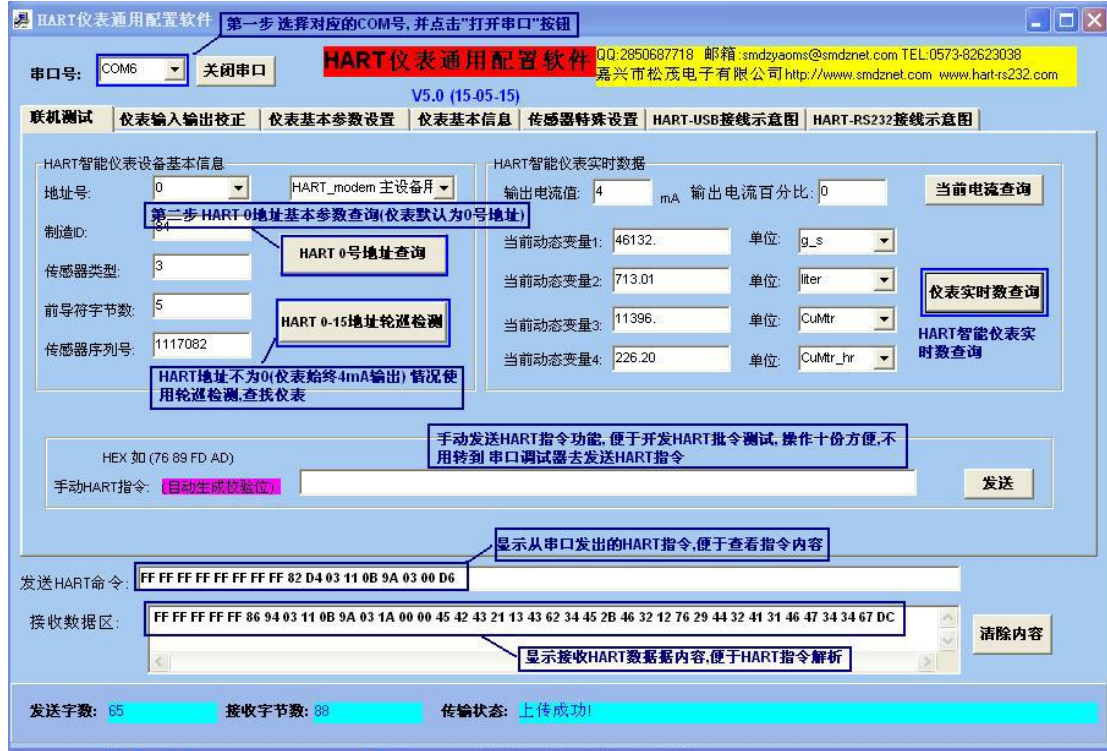 HART仪表通用配置软件
第一步 选择对应的COM号,并点击"打开串口"按钮
串口号: COM6 关闭串口
HART仪表通用配置软件
QQ:2850687718 邮箱:smdzyaoms@smdznet.com TEL:0573-82623038
嘉兴市松茂电子有限公司 http://www.smdznet.com www.hart-rs232.com
V5.0 (15-05-15)
联机测试 仪表输入输出校正 仪表基本参数设置 仪表基本信息 传感器特殊设置 HART-USB接线示意图 HART-RS232接线示意图
HART智能仪表设备基本信息
地址号: 0 HART_modem 主设备用
第二步 HART 0地址基本参数查询(仪表默认为0号地址)
制造ID: 84
HART 0号地址查询
传感器类型: 3
前导符字节数: 5
HART 0-15地址轮巡检测
传感器序列号: 1117082
HART地址不为0(仪表始终4mA输出) 情况使
用轮巡检测,查找仪表
HART智能仪表实时数据
输出电流值: 4 mA 输出电流百分比: 0 当前电流查询
当前动态变量1: 46132. 单位: g_s
当前动态变量2: 713.01 单位: liter
仪表实时数查询
当前动态变量3: 11396. 单位: CuMtr
HART智能仪表实
时数查询
当前动态变量4: 226.20 单位: CuMtr_hr
手动发送HART指令功能,便于开发HART批令测试,操作十份方便,不
用转到 串口调试器去发送HART指令
HEX 如 (76 89 FD AD)
手动HART指令: (自动生成校验位) 发送
显示从串口发出的HART指令,便于查看指令内容
发送HART命令: FF FF FF FF FF FF FF FF FF 82 D4 03 11 0B 9A 03 00 D6
接收数据区: FF FF FF FF FF 86 94 03 11 0B 9A 03 1A 00 00 45 42 43 21 13 43 62 34 45 2B 46 32 12 76 29 44 32 41 31 46 47 34 34 67 DC
清除内容
显示接收HART数据据内容,便于HART指令解析
发送字数: 65 接收字节数: 88 传输状态: 上传成功!